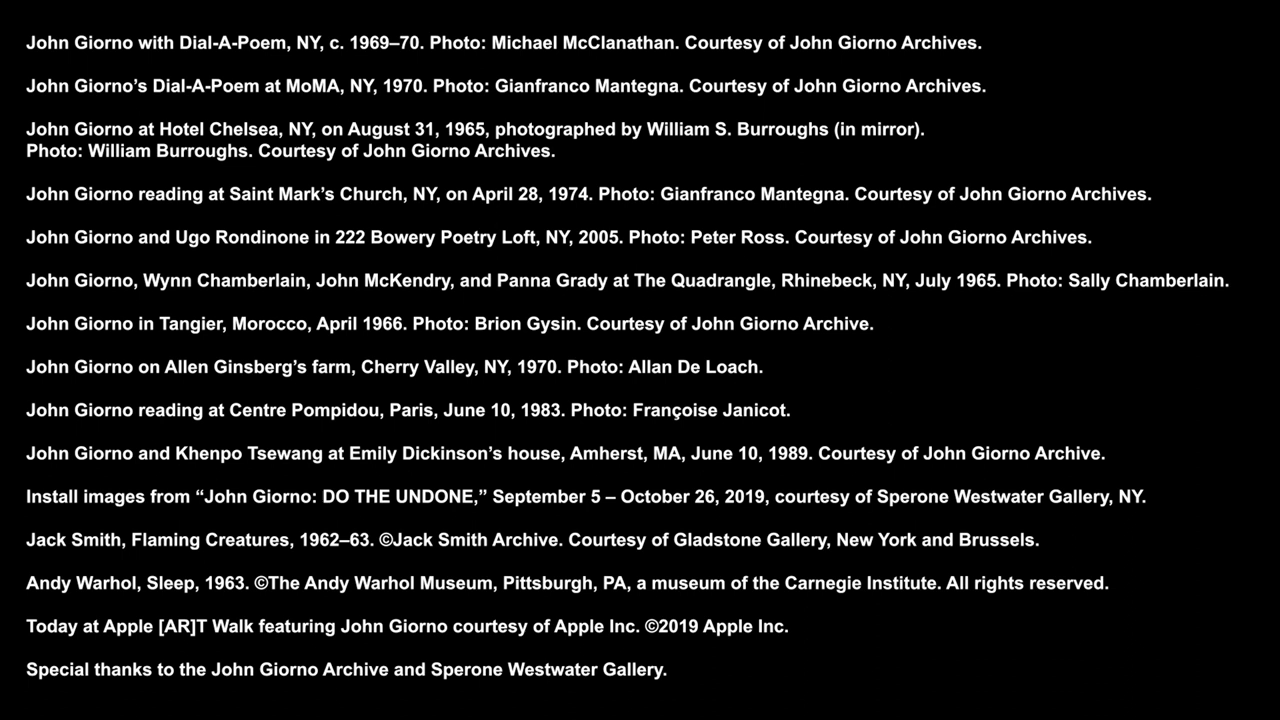 John Giorno with Dial-A-Poem, NY, c. 1969–70. Photo: Michael McClanathan. Courtesy of John Giorno Archives.
John Giorno’s Dial-A-Poem at MoMA, NY, 1970. Photo: Gianfranco Mantegna. Courtesy of John Giorno Archives.
John Giorno at Hotel Chelsea, NY, on August 31, 1965, photographed by William S. Burroughs (in mirror).
Photo: William Burroughs. Courtesy of John Giorno Archives.
John Giorno reading at Saint Mark’s Church, NY, on April 28, 1974. Photo: Gianfranco Mantegna. Courtesy of John Giorno Archives.
John Giorno and Ugo Rondinone in 222 Bowery Poetry Loft, NY, 2005. Photo: Peter Ross. Courtesy of John Giorno Archives.
John Giorno, Wynn Chamberlain, John McKendry, and Panna Grady at The Quadrangle, Rhinebeck, NY, July 1965. Photo: Sally Chamberlain.
John Giorno in Tangier, Morocco, April 1966. Photo: Brion Gysin. Courtesy of John Giorno Archive.
John Giorno on Allen Ginsberg’s farm, Cherry Valley, NY, 1970. Photo: Allan De Loach.
John Giorno reading at Centre Pompidou, Paris, June 10, 1983. Photo: Françoise Janicot.
John Giorno and Khenpo Tsewang at Emily Dickinson’s house, Amherst, MA, June 10, 1989. Courtesy of John Giorno Archive.
Install images from “John Giorno: DO THE UNDONE,” September 5 – October 26, 2019, courtesy of Sperone Westwater Gallery, NY.
Jack Smith, Flaming Creatures, 1962–63. ©Jack Smith Archive. Courtesy of Gladstone Gallery, New York and Brussels.
Andy Warhol, Sleep, 1963. ©The Andy Warhol Museum, Pittsburgh, PA, a museum of the Carnegie Institute. All rights reserved.
Today at Apple [AR]T Walk featuring John Giorno courtesy of Apple Inc. ©2019 Apple Inc.
Special thanks to the John Giorno Archive and Sperone Westwater Gallery.